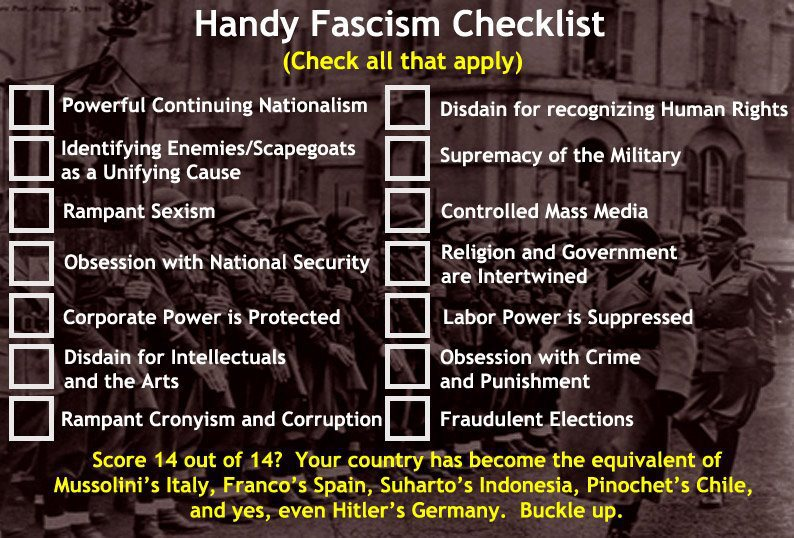 ric Post, February 26, 1941
Handy Fascism Checklist
(Check all that apply)
Powerful Continuing Nationalism
Identifying Enemies/Scapegoats
as a Unifying Cause
Rampant Sexism
Obsession with National Security
Corporate Power is Protected
Disdain for Intellectuals
and the Arts
Rampant Cronyism and Corruption
Disdain for recognizing Human Rights
Supremacy of the Military
Controlled Mass Media
Religion and Government
are Intertwined
Labor Power is Suppressed
Obsession with Crime
and Punishment
Fraudulent Elections
Score 14 out of 14?  Your country has become the equivalent of
Mussolini's Italy, Franco's Spain, Suharto's Indonesia, Pinochet's Chile,
and yes, even Hitler's Germany.  Buckle up.